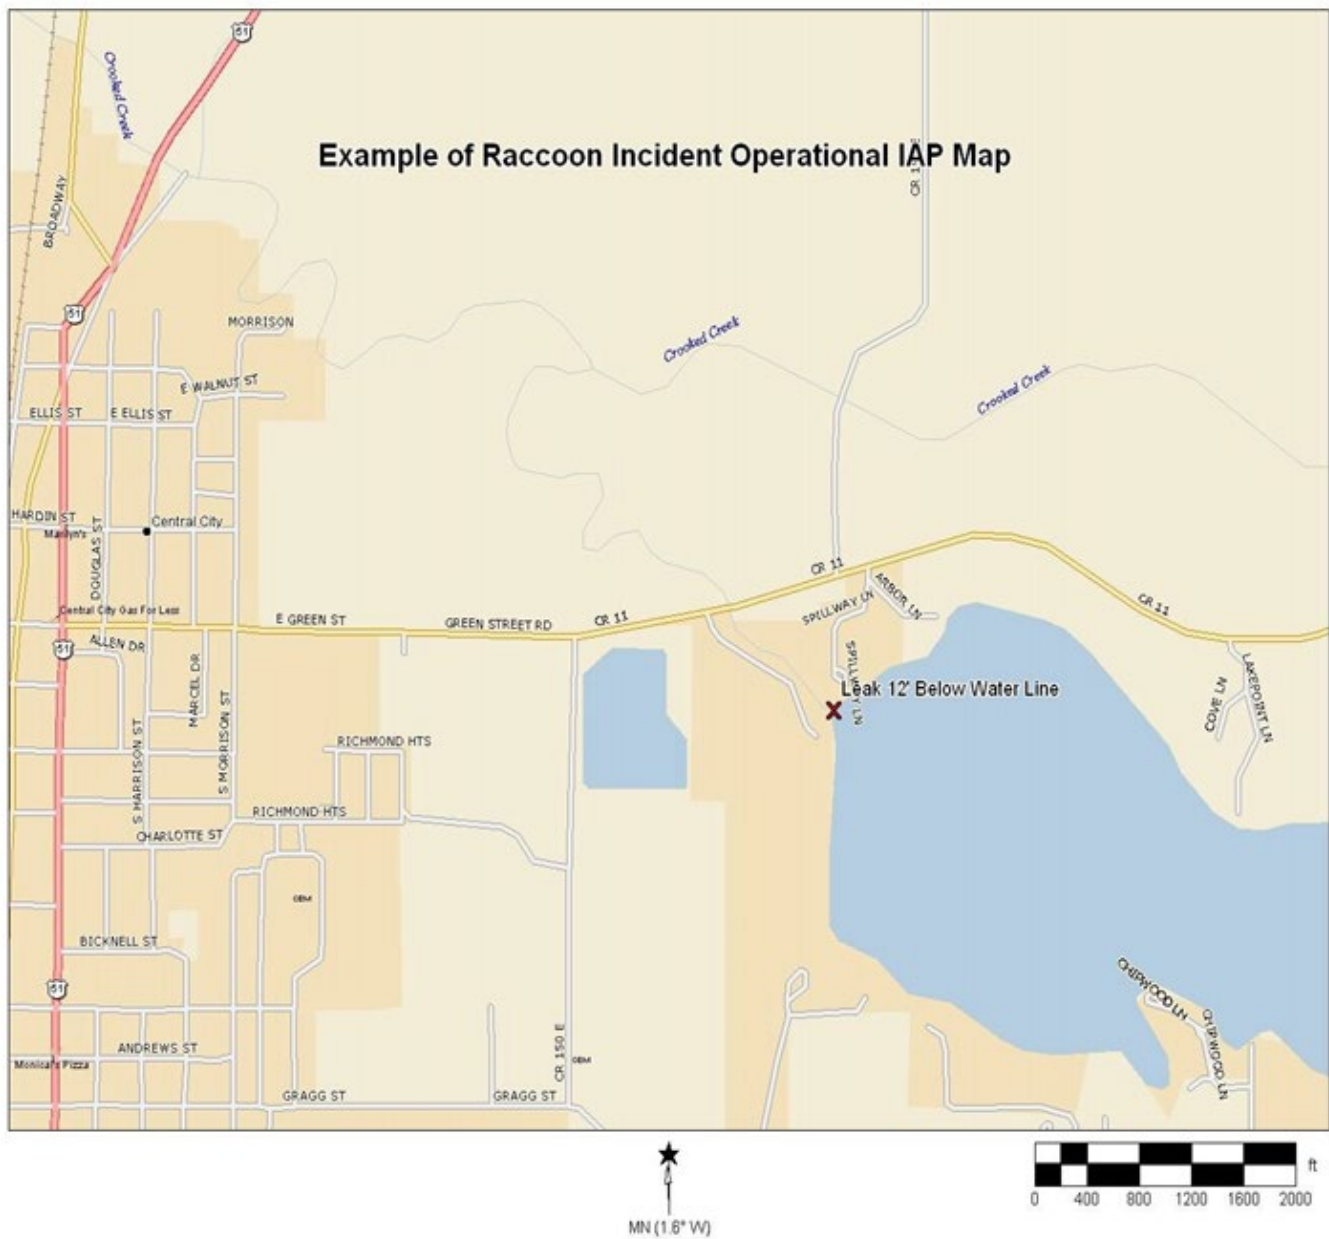 51
Crooked Creek
Example of Raccoon Incident Operational IAP Map
BROADWAY
51
MORRISON
Crooked Creek
E WALNUT ST
Crooked Creek
ELLIS ST
E ELLIS ST
HARDIN ST
Central City
DOUGLAS ST
CR 11
ARBOR LN
CR 11
Central City Gas For Less
SPILLWAY LN
E GREEN ST
GREEN STREET RD
CR 11
51
ALLEN DR
MARCEL DR
SPILLWAY LN
Leak 12' Below Water Line
COVE LN
LAKEPOINT LN
S MORRISON ST
S MARRISON ST
RICHMOND HTS
RICHMOND HTS
CHARLOTTE ST
BICKNELL ST
51
CHIPWOOD LN
CHIPWOOD LN
ANDREWS ST
CR 150 E
Monical's Pizza
GRAGG ST
GRAGG ST
MN (1.6° W)
ft
0 400 800 1200 1600 2000